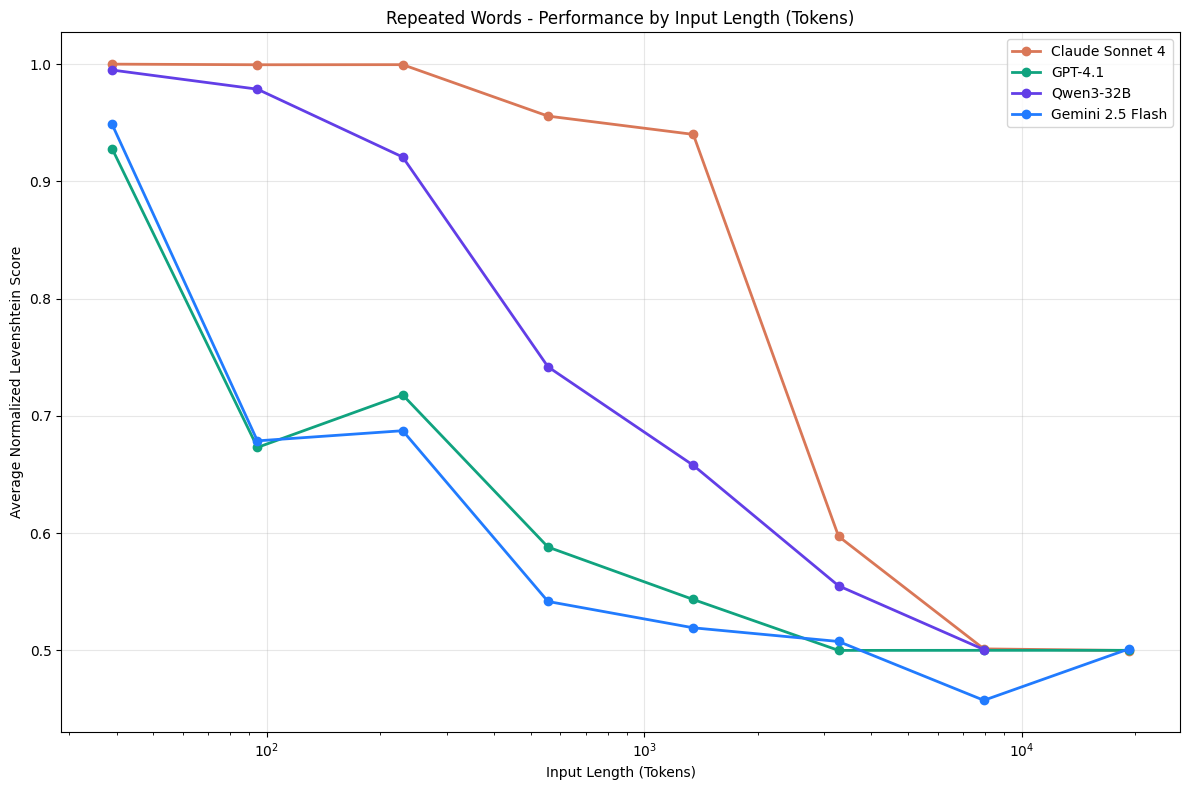 Repeated Words - Performance by Input Length (Tokens)
Claude Sonnet 4
GPT-4.1
Qwen3-32B
Gemini 2.5 Flash
Average Normalized Levenshtein Score
1.0
0.9
0.8
0.7
0.6
0.5
10²
10³
10⁴
Input Length (Tokens)